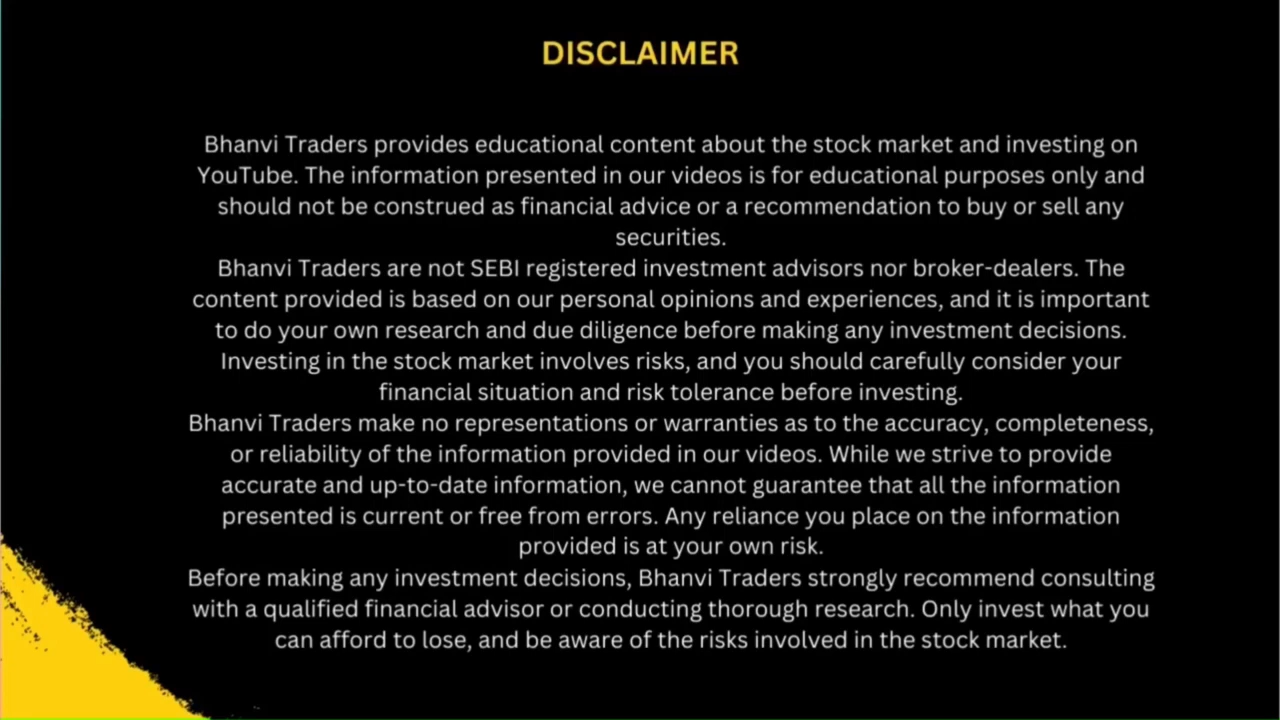 DISCLAIMER
Bhanvi Traders provides educational content about the stock market and investing on
YouTube. The information presented in our videos is for educational purposes only and
should not be construed as financial advice or a recommendation to buy or sell any
securities.
Bhanvi Traders are not SEBI registered investment advisors nor broker-dealers. The
content provided is based on our personal opinions and experiences, and it is important
to do your own research and due diligence before making any investment decisions.
Investing in the stock market involves risks, and you should carefully consider your
financial situation and risk tolerance before investing.
Bhanvi Traders make no representations or warranties as to the accuracy, completeness,
or reliability of the information provided in our videos. While we strive to provide
accurate and up-to-date information, we cannot guarantee that all the information
presented is current or free from errors. Any reliance you place on the information
provided is at your own risk.
Before making any investment decisions, Bhanvi Traders strongly recommend consulting
with a qualified financial advisor or conducting thorough research. Only invest what you
can afford to lose, and be aware of the risks involved in the stock market.